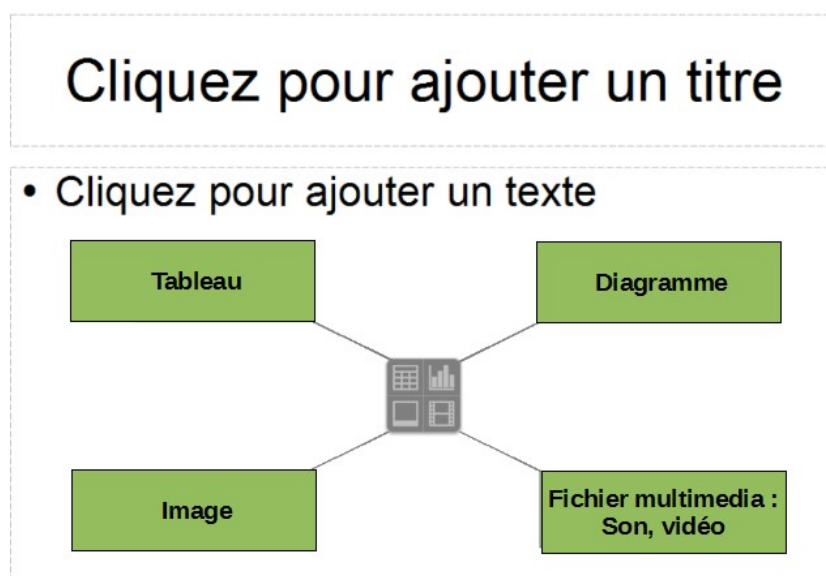 Cliquez pour ajouter un titre
• Cliquez pour ajouter un texte
Tableau
Diagramme
Image
Fichier multimedia :
Son, vidéo